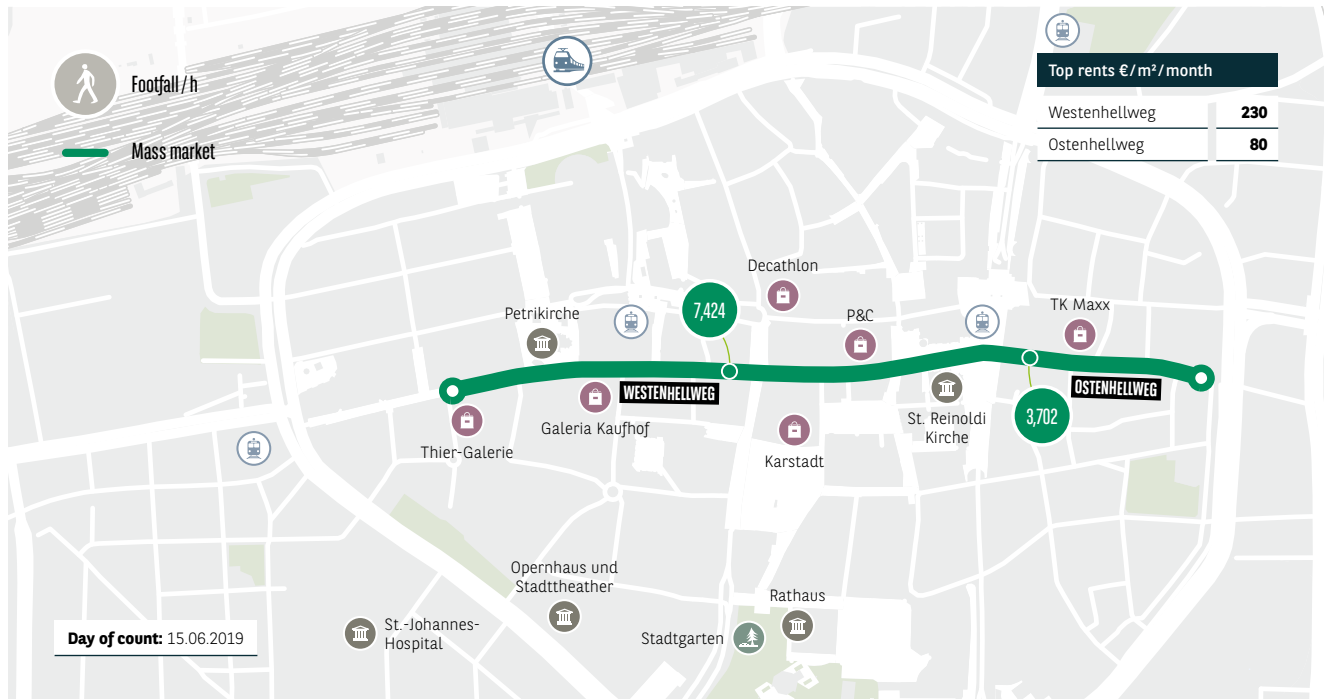 Footfall / h
Mass market
Top rents €/m²/month
Westenhellweg 230
Ostenhellweg 80
Decathlon
7,424
Petrikirche
P&C
TK Maxx
WESTENHELLWEG
OSTENHELLWEG
Thier-Galerie
Galeria Kaufhof
Karstadt
St. Reinoldi
Kirche
3,702
Opernhaus und
Stadttheather
Rathaus
St.-Johannes-
Hospital
Stadtgarten
Day of count: 15.06.2019